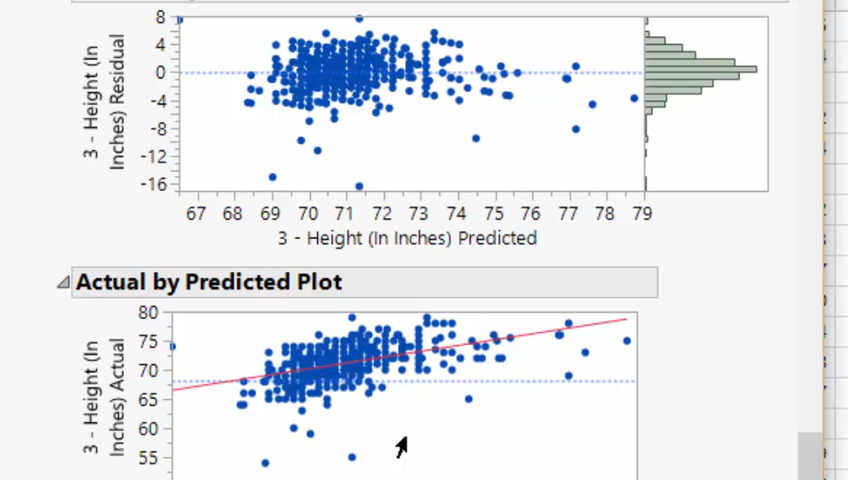 8
4
0
-4
-8
-12
-16
3 - Height (In
Inches) Residual
67 68 69 70 71 72 73 74 75 76 77 78 79
3 - Height (In Inches) Predicted
Actual by Predicted Plot
80
75
70
65
60
55
3 - Height (In
Inches) Actual